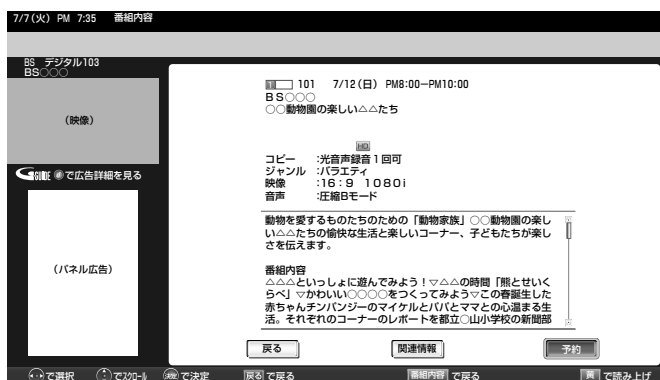 7/7(火) PM 7:35 番組内容
BS デジタル103
BS○○○
(映像)
GGUIDE でで広告詳細を見る
(パネル広告)
101 7/12(日) PM8:00-PM10:00
BS○○○
○○動物園の楽しい△△たち
HD
コピー :光音声録音1回可
ジャンル :バラエティ
映像 :16:9 1080i
音声 :圧縮Bモード
動物を愛するものたちのための「動物家族」○○動物園の楽し
い△△たちの愉快な生活と楽しいコーナー、子どもたちが楽し
さを伝えます。
番組内容
△△△といっしょに遊んでみよう!▽△△の時間「熊とせいく
らべ」▽かわいい○○○○をつくってみよう▽この春誕生した
赤ちゃんチンパンジーのマイケルとパパとママとの心温まる生
活。それぞれのコーナーのレポートを都立○山小学校の新聞部
戻る 関連情報 予約
で選択 でスクロール 決定 で決定 戻る で戻る 番組内容 で戻る 黄 で読み上げ